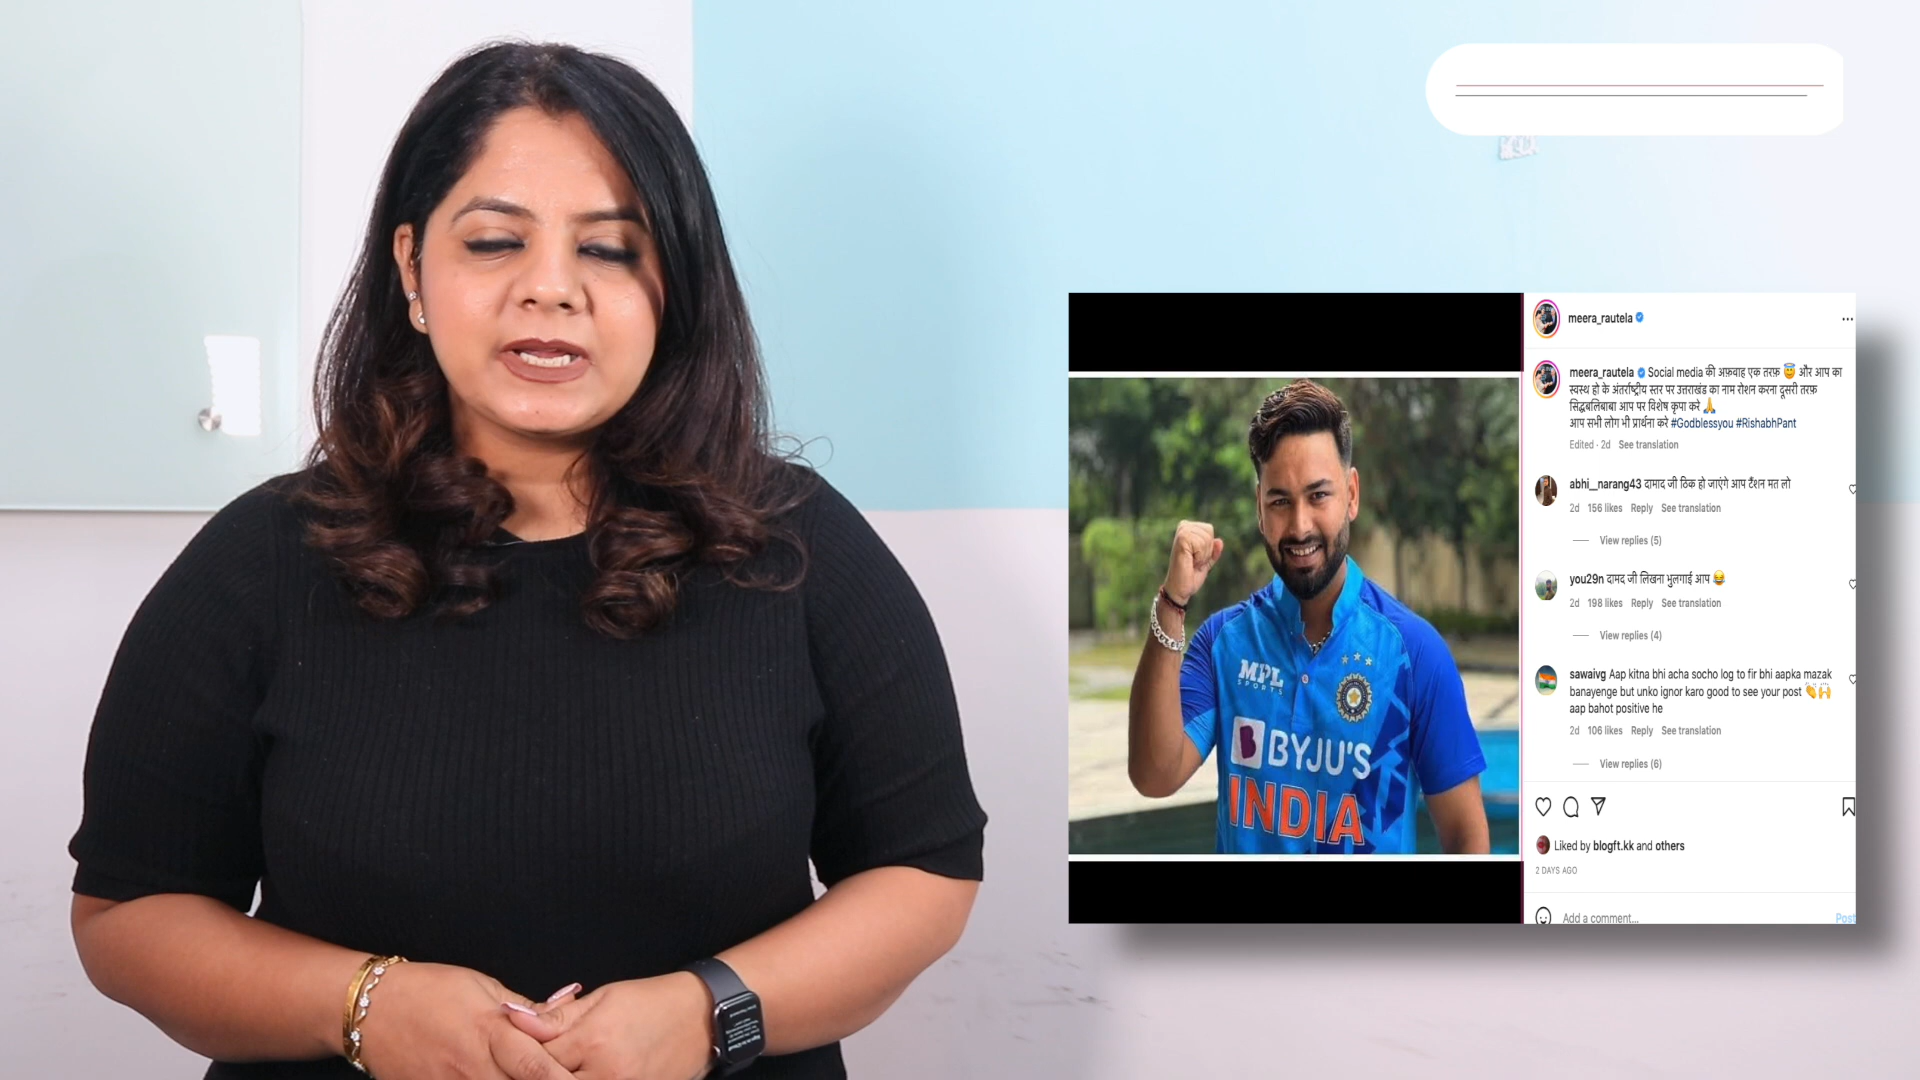 meera_rautela
meera_rautela Social media की अफ़वाह एक तरफ़ 😇 और आप का
स्वस्थ हो के अंतर्राष्ट्रीय स्तर पर उत्तराखंड का नाम रोशन करना दूसरी तरफ़
सिद्धबलिबाबा आप पर विशेष कृपा करे 🙏
आप सभी लोग भी प्रार्थना करे #Godblessyou #RishabhPant
Edited · 2d See translation
abhi__narang43 दामाद जी ठिक हो जाएंगे आप टैंशन मत लो
2d 156 likes Reply See translation
View replies (5)
you29n दामद जी लिखना भुलगाई आप 😂
2d 198 likes Reply See translation
View replies (4)
sawaivg Aap kitna bhi acha socho log to fir bhi aapka mazak
banayenge but unko ignor karo good to see your post 👏🙌
aap bahot positive he
2d 106 likes Reply See translation
View replies (6)
Liked by blogft.kk and others
2 DAYS AGO
Add a comment...
Post
MPL
SPORTS
BYJU'S
INDIA